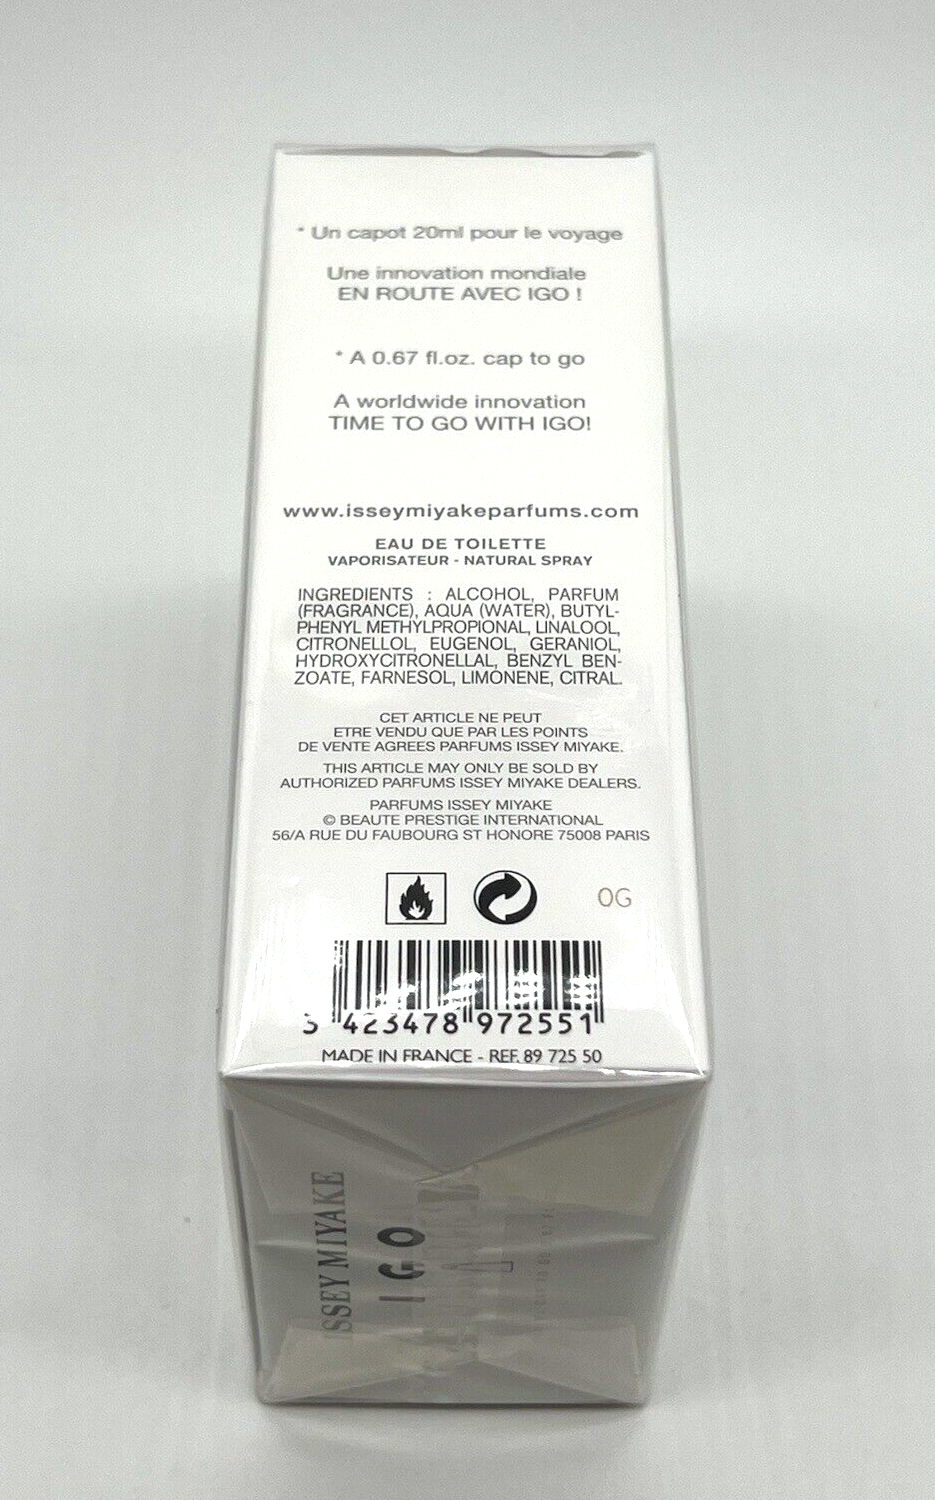 * Un capot 20ml pour le voyage
Une innovation mondiale
EN ROUTE AVEC IGO !
* A 0.67 fl.oz. cap to go
A worldwide innovation
TIME TO GO WITH IGO!
www.isseymiyakeparfums.com
EAU DE TOILETTE
VAPORISATEUR - NATURAL SPRAY
INGREDIENTS : ALCOHOL, PARFUM
(FRAGRANCE), AQUA (WATER), BUTYL-
PHENYL METHYLPROPIONAL, LINALOOL,
CITRONELLOL, EUGENOL, GERANIOL,
HYDROXYCITRONELLAL, BENZYL BEN-
ZOATE, FARNESOL, LIMONENE, CITRAL.
CET ARTICLE NE PEUT
ETRE VENDU QUE PAR LES POINTS
DE VENTE AGREES PARFUMS ISSEY MIYAKE.
THIS ARTICLE MAY ONLY BE SOLD BY
AUTHORIZED PARFUMS ISSEY MIYAKE DEALERS.
PARFUMS ISSEY MIYAKE
© BEAUTE PRESTIGE INTERNATIONAL
56/A RUE DU FAUBOURG ST HONORE 75008 PARIS
OG
3 423478 972551
MADE IN FRANCE - REF. 89 725 50
ISSEY MIYAKE
IGO